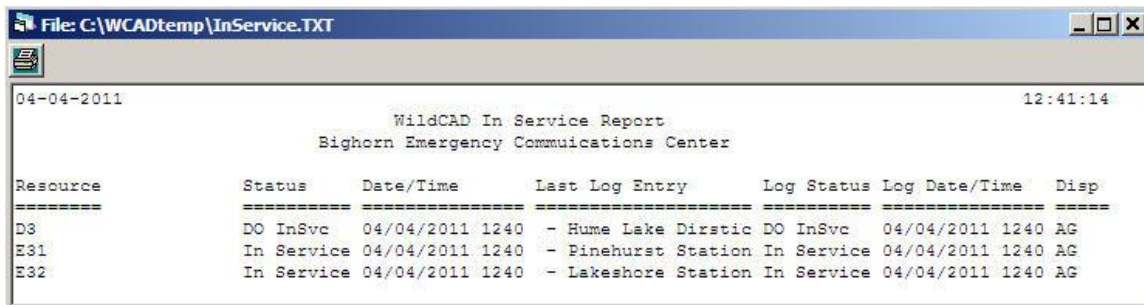 File: C:\WCADtemp\InService.TXT
04-04-2011 12:41:14
WildCAD In Service Report
Bighorn Emergency Commuications Center
Resource Status Date/Time Last Log Entry Log Status Log Date/Time Disp
======== ========== =============== ==================== ========== =============== =====
D3 DO InSvc 04/04/2011 1240 - Hume Lake Dirstic DO InSvc 04/04/2011 1240 AG
E31 In Service 04/04/2011 1240 - Pinehurst Station In Service 04/04/2011 1240 AG
E32 In Service 04/04/2011 1240 - Lakeshore Station In Service 04/04/2011 1240 AG